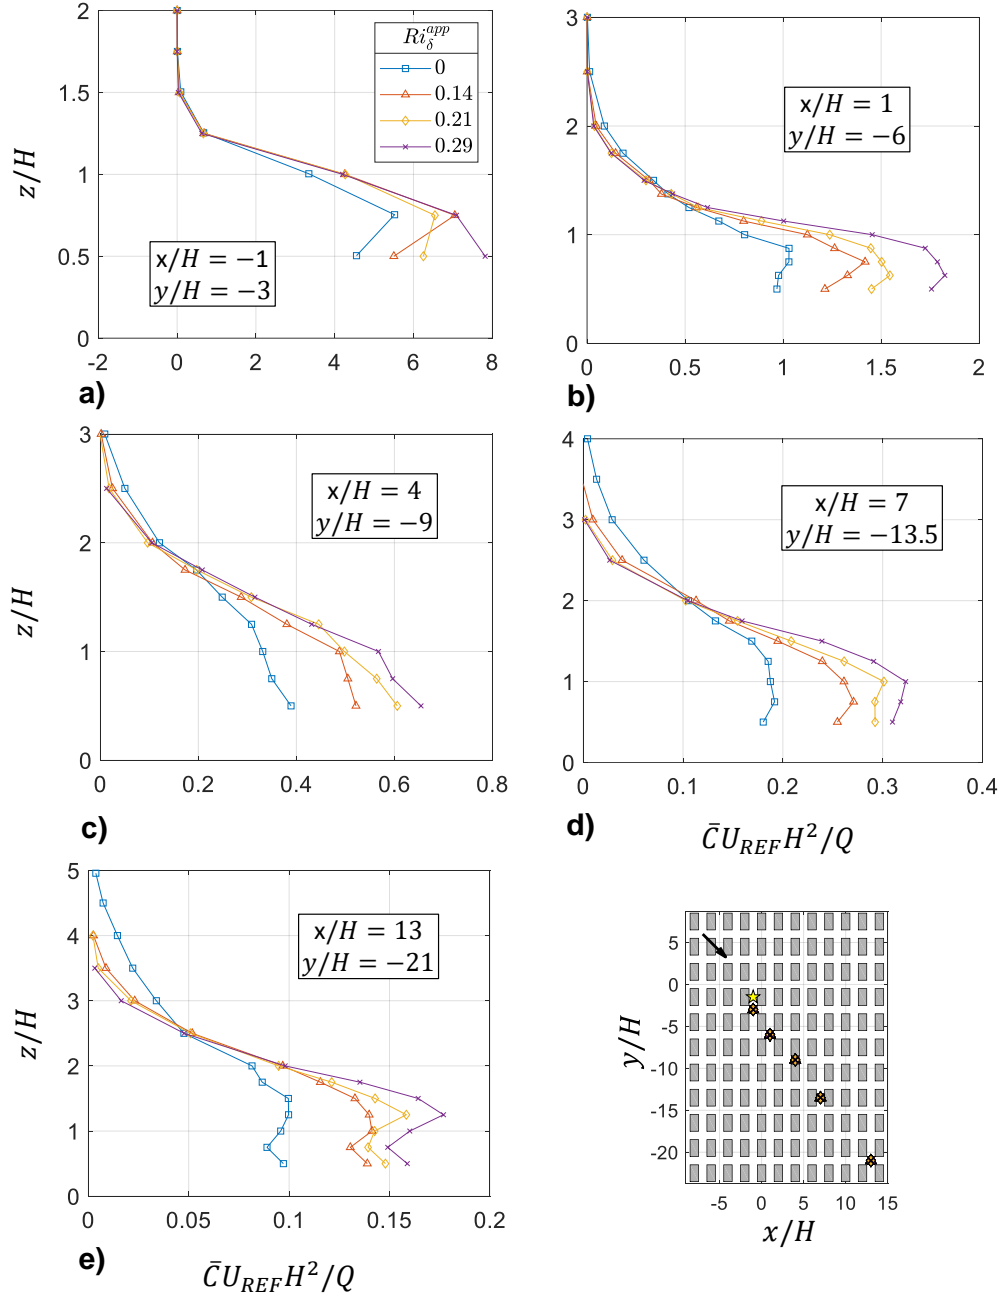 2
1.5
1
0.5
0
z/H
-2
0
2
4
6
8
Ri_δ^app
0
0.14
0.21
0.29
x/H = −1
y/H = −3
a)
3
2
1
0
0
0.5
1
1.5
2
x/H = 1
y/H = −6
b)
3
2
1
0
z/H
0
0.2
0.4
0.6
0.8
x/H = 4
y/H = −9
c)
4
3
2
1
0
0
0.1
0.2
0.3
0.4
x/H = 7
y/H = −13.5
d)
C̄U_REF H²/Q
5
4
3
2
1
0
z/H
0
0.05
0.1
0.15
0.2
x/H = 13
y/H = −21
e)
C̄U_REF H²/Q
5
0
-5
-10
-15
-20
y/H
-5
0
5
10
15
x/H